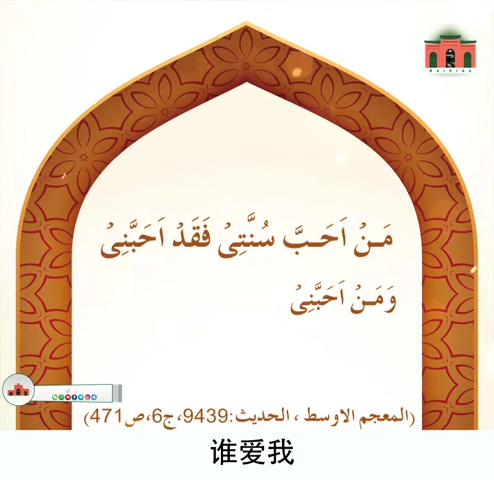 مَنْ اَحَبَّ سُنَّتِیْ فَقَدْ اَحَبَّنِیْ
وَمَنْ اَحَبَّنِیْ
(المعجم الاوسط ، الحديث:9439،ج6،ص471)
谁爱我